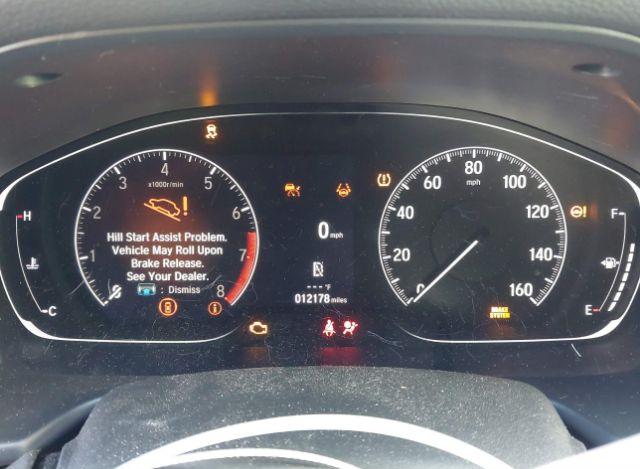 3 4 5
x1000r/min
2 6
1 7
8
Hill Start Assist Problem.
Vehicle May Roll Upon
Brake Release.
See Your Dealer.
: Dismiss
H
C
0 mph
---°F
012178 miles
60 80 100
mph
40 120
20 140
0 160
F
E
BRAKE
SYSTEM